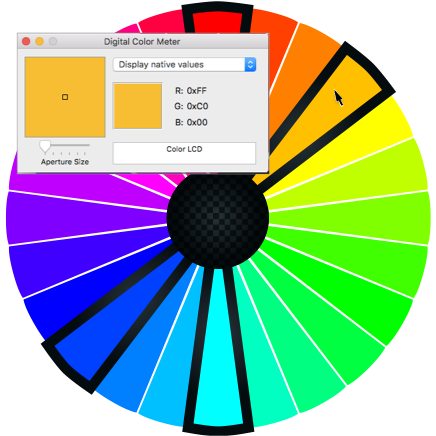 Digital Color Meter
Display native values
R: 0xFF
G: 0xC0
B: 0x00
Aperture Size
Color LCD